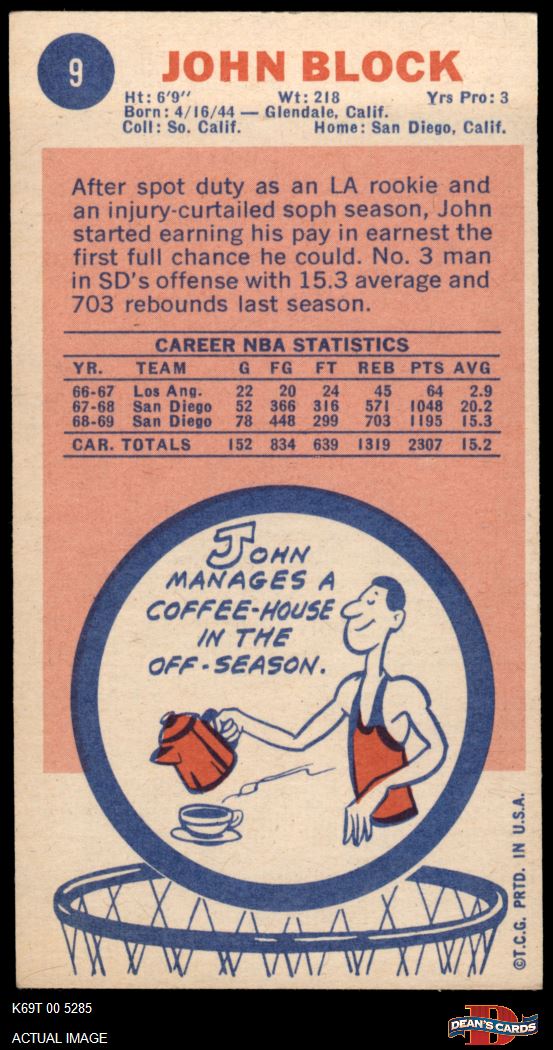 9
JOHN BLOCK
Ht: 6'9" Wt: 218 Yrs Pro: 3
Born: 4/16/44 — Glendale, Calif.
Coll: So. Calif. Home: San Diego, Calif.
After spot duty as an LA rookie and
an injury-curtailed soph season, John
started earning his pay in earnest the
first full chance he could. No. 3 man
in SD's offense with 15.3 average and
703 rebounds last season.
CAREER NBA STATISTICS
YR. TEAM G FG FT REB PTS AVG
66-67 Los Ang. 22 20 24 45 64 2.9
67-68 San Diego 52 366 316 571 1048 20.2
68-69 San Diego 78 448 299 703 1195 15.3
CAR. TOTALS 152 834 639 1319 2307 15.2
JOHN
MANAGES A
COFFEE-HOUSE
IN THE
OFF-SEASON.
©T.C.G. PRTD. IN U.S.A.
K69T 00 5285
ACTUAL IMAGE
D
DEAN'S CARDS